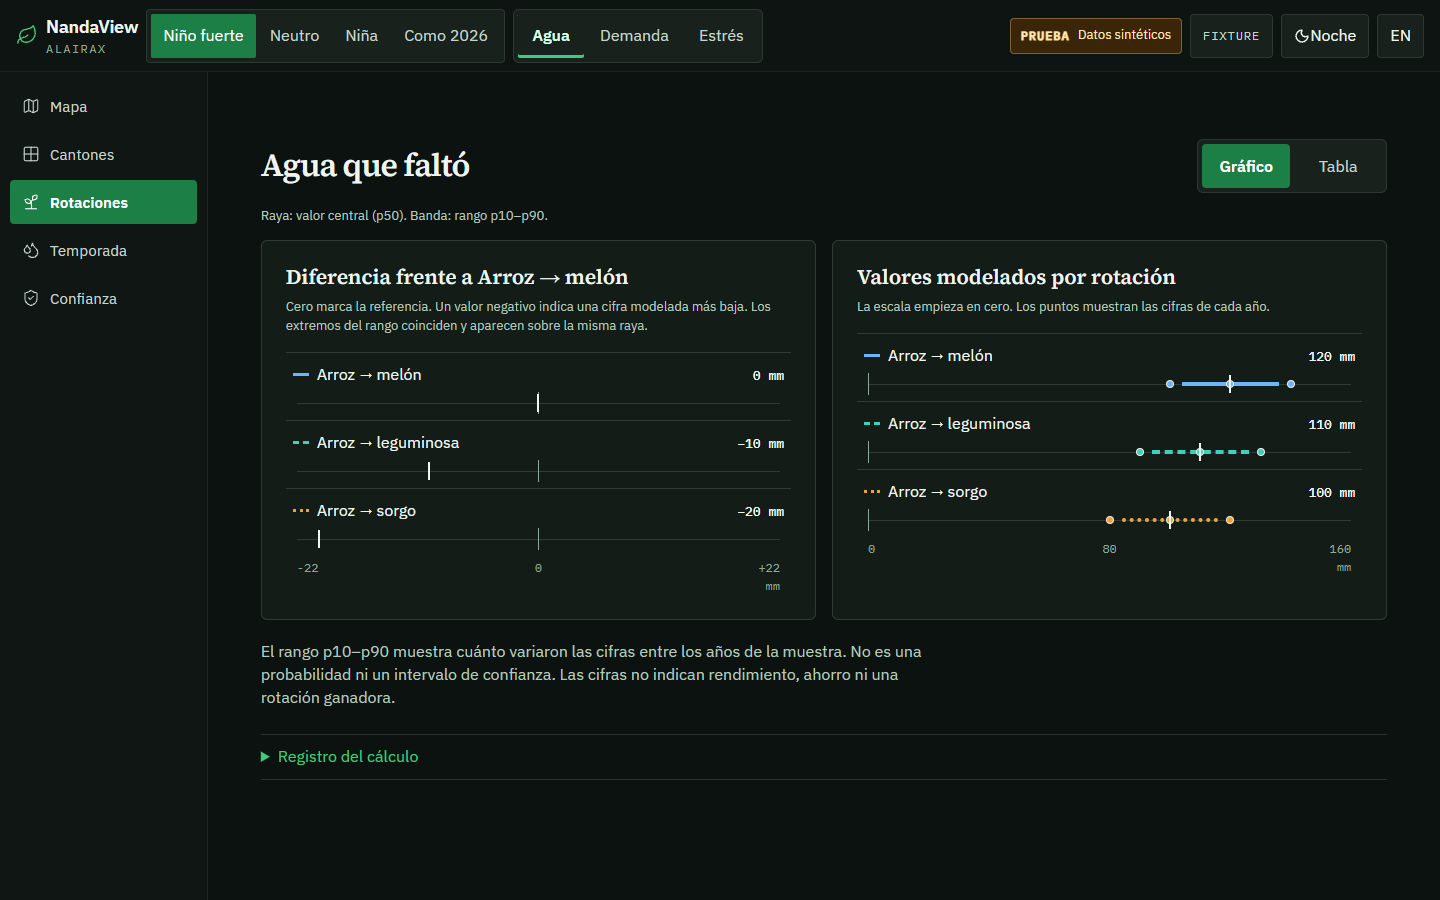 NandaView
ALAIRAX
Niño fuerte
Neutro
Niña
Como 2026
Agua
Demanda
Estrés
PRUEBA Datos sintéticos
FIXTURE
Noche
EN
Mapa
Cantones
Rotaciones
Temporada
Confianza
Agua que faltó
Gráfico
Tabla
Raya: valor central (p50). Banda: rango p10–p90.
Diferencia frente a Arroz → melón
Cero marca la referencia. Un valor negativo indica una cifra modelada más baja. Los
extremos del rango coinciden y aparecen sobre la misma raya.
Arroz → melón 0 mm
Arroz → leguminosa −10 mm
Arroz → sorgo −20 mm
-22 0 +22
mm
Valores modelados por rotación
La escala empieza en cero. Los puntos muestran las cifras de cada año.
Arroz → melón 120 mm
Arroz → leguminosa 110 mm
Arroz → sorgo 100 mm
0 80 160
mm
El rango p10–p90 muestra cuánto variaron las cifras entre los años de la muestra. No es una
probabilidad ni un intervalo de confianza. Las cifras no indican rendimiento, ahorro ni una
rotación ganadora.
Registro del cálculo